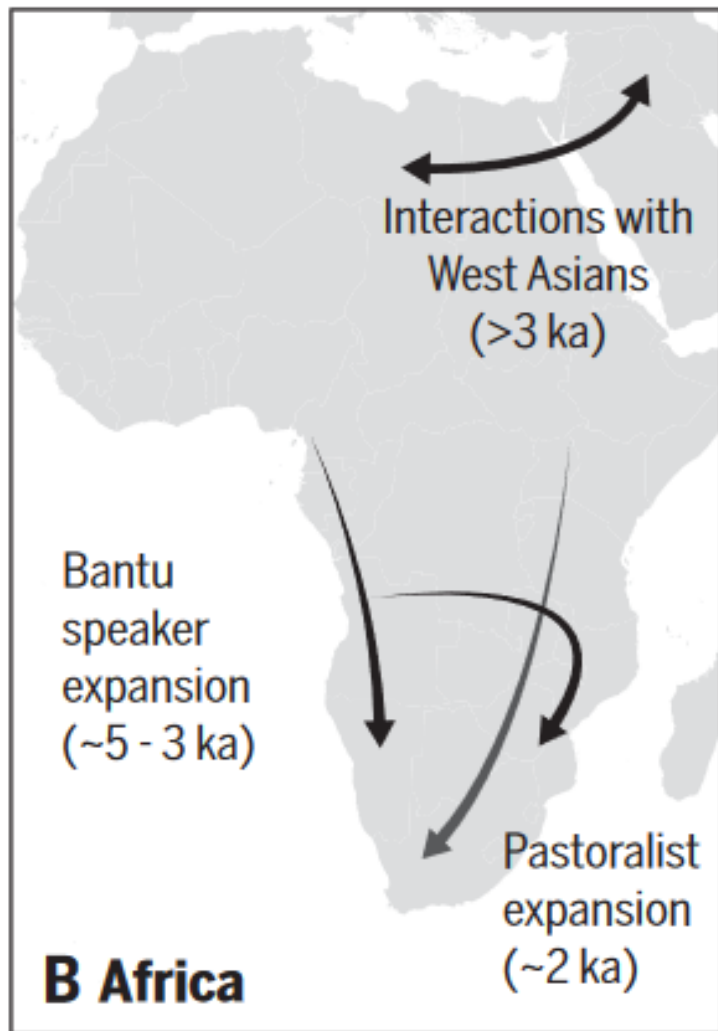 Interactions with
West Asians
(>3 ka)
Bantu
speaker
expansion
(~5 - 3 ka)
Pastoralist
expansion
(~2 ka)
B Africa